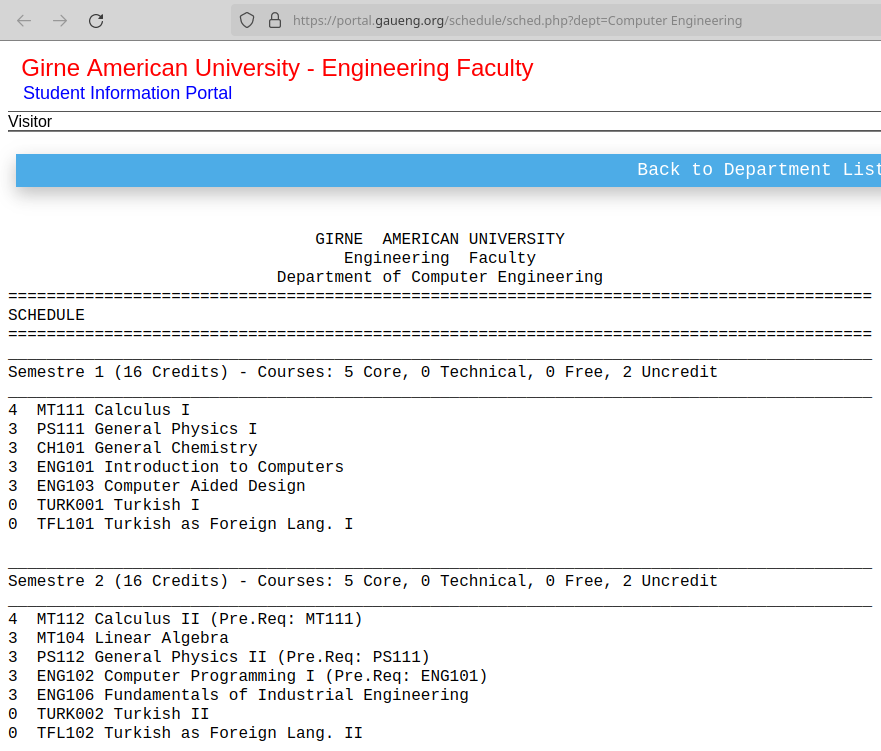 https://portal.gaueng.org/schedule/sched.php?dept=Computer Engineering
Girne American University - Engineering Faculty
Student Information Portal
Visitor
Back to Department List
GIRNE  AMERICAN UNIVERSITY
Engineering  Faculty
Department of Computer Engineering
==========================================================================================
SCHEDULE
==========================================================================================
__________________________________________________________________________________________
Semestre 1 (16 Credits) - Courses: 5 Core, 0 Technical, 0 Free, 2 Uncredit
__________________________________________________________________________________________
4  MT111 Calculus I
3  PS111 General Physics I
3  CH101 General Chemistry
3  ENG101 Introduction to Computers
3  ENG103 Computer Aided Design
0  TURK001 Turkish I
0  TFL101 Turkish as Foreign Lang. I
__________________________________________________________________________________________
Semestre 2 (16 Credits) - Courses: 5 Core, 0 Technical, 0 Free, 2 Uncredit
__________________________________________________________________________________________
4  MT112 Calculus II (Pre.Req: MT111)
3  MT104 Linear Algebra
3  PS112 General Physics II (Pre.Req: PS111)
3  ENG102 Computer Programming I (Pre.Req: ENG101)
3  ENG106 Fundamentals of Industrial Engineering
0  TURK002 Turkish II
0  TFL102 Turkish as Foreign Lang. II